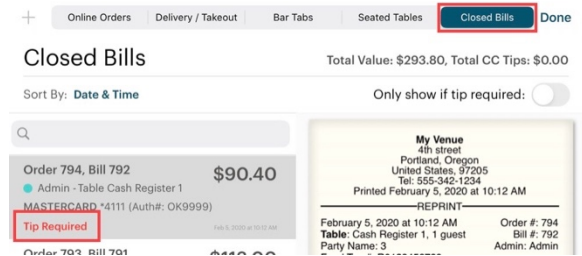 Online Orders
Delivery / Takeout
Bar Tabs
Seated Tables
Closed Bills
Done
Closed Bills
Total Value: $293.80, Total CC Tips: $0.00
Sort By: Date & Time
Only show if tip required:
Order 794, Bill 792
$90.40
Admin - Table Cash Register 1
MASTERCARD *4111 (Auth#: OK9999)
Tip Required
Feb 5, 2020 at 10:12 AM
Order 793, Bill 791
My Venue
4th street
Portland, Oregon
United States, 97205
Tel: 555-342-1234
Printed February 5, 2020 at 10:12 AM
REPRINT
February 5, 2020 at 10:12 AM Order #: 794
Table: Cash Register 1, 1 guest Bill #: 792
Party Name: 3 Admin: Admin